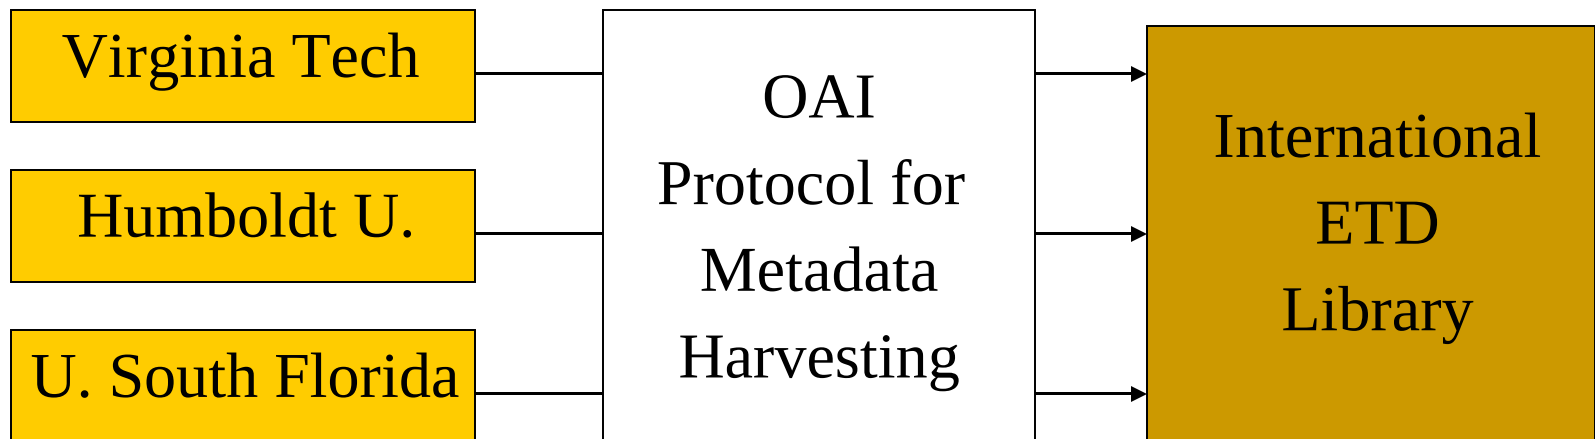 Virginia Tech
Humboldt U.
U. South Florida
OAI
Protocol for
Metadata
Harvesting
International
ETD
Library